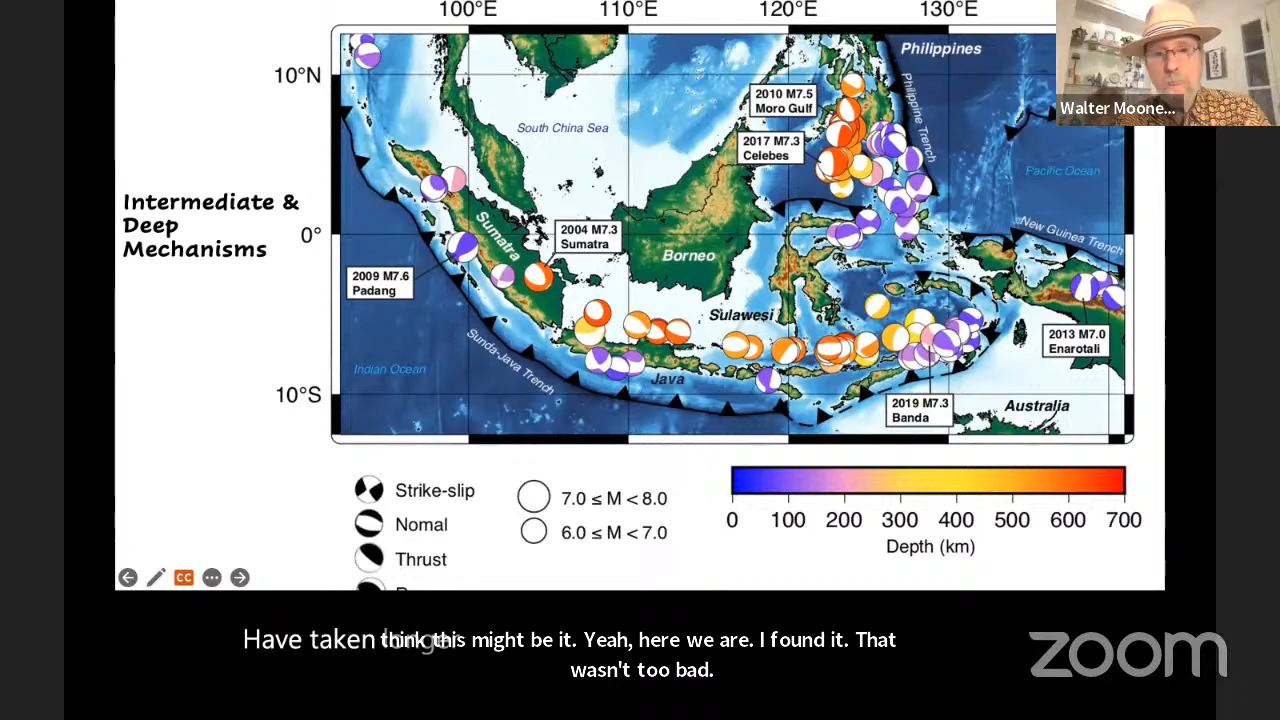 100°E
110°E
120°E
130°E
10°N
0°
10°S
Philippines
Philippine Trench
2010 M7.5
Moro Gulf
2017 M7.3
Celebes
South China Sea
Pacific Ocean
New Guinea Trench
Walter Moone...
Intermediate &
Deep
Mechanisms
Sumatra
2004 M7.3
Sumatra
Borneo
2009 M7.6
Padang
Sulawesi
2013 M7.0
Enarotali
Sunda-Java Trench
Indian Ocean
Java
2019 M7.3
Banda
Australia
Strike-slip
Nomal
Thrust
7.0 ≤ M < 8.0
6.0 ≤ M < 7.0
0 100 200 300 400 500 600 700
Depth (km)
CC
Have taken
think this might be it. Yeah, here we are. I found it. That
wasn't too bad.
zoom